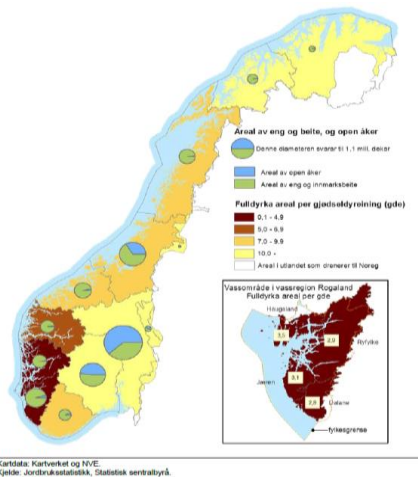 Areal av eng og beite, og open åker
Denne diameteren svarar til 1,1 mill. dekar
Areal av open åker
Areal av eng og innmarksbeite
Fulldyrka areal per gjødseldyreining (gde)
0,1 - 4,9
5,0 - 6,9
7,0 - 9,9
10,0 -
Areal i utlandet som drenerer til Noreg
Vassområde i vassregion Rogaland
Fulldyrka areal per gde
Haugaland
Ryfylke
Jæren
Dalane
fylkesgrense
Kartdata: Kartverket og NVE.
Kjelde: Jordbruksstatistikk, Statistisk sentralbyrå.